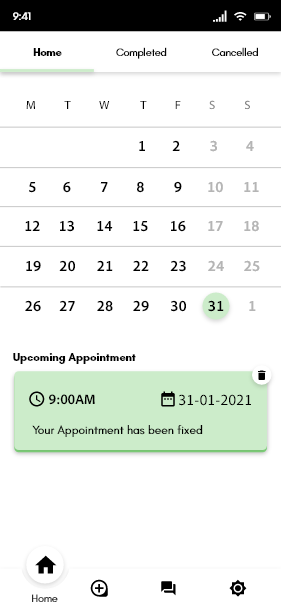 9:41
Home Completed Cancelled
M T W T F S S
1 2 3 4
5 6 7 8 9 10 11
12 13 14 15 16 17 18
19 20 21 22 23 24 25
26 27 28 29 30 31 1
Upcoming Appointment
9:00AM 31-01-2021
Your Appointment has been fixed
Home